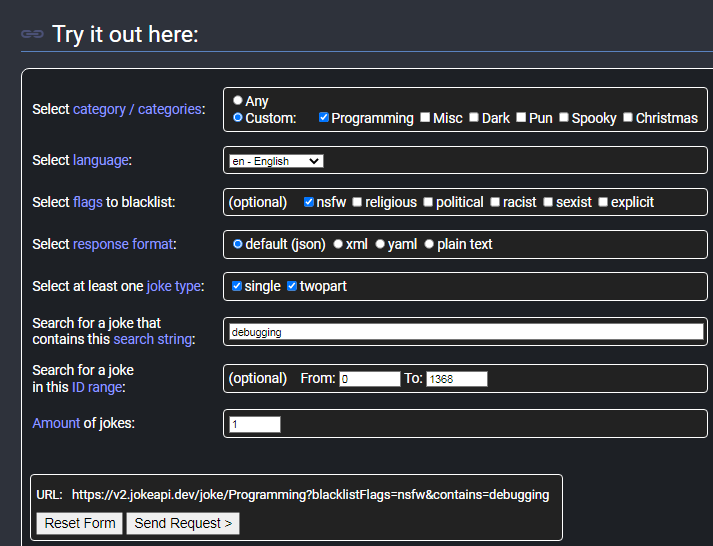 Try it out here:
Select category / categories:
Any
Custom: Programming Misc Dark Pun Spooky Christmas
Select language:
en - English
Select flags to blacklist:
(optional) nsfw religious political racist sexist explicit
Select response format:
default (json) xml yaml plain text
Select at least one joke type:
single twopart
Search for a joke that
contains this search string:
debugging
Search for a joke
in this ID range:
(optional) From: 0 To: 1368
Amount of jokes:
1
URL: https://v2.jokeapi.dev/joke/Programming?blacklistFlags=nsfw&contains=debugging
Reset Form Send Request >